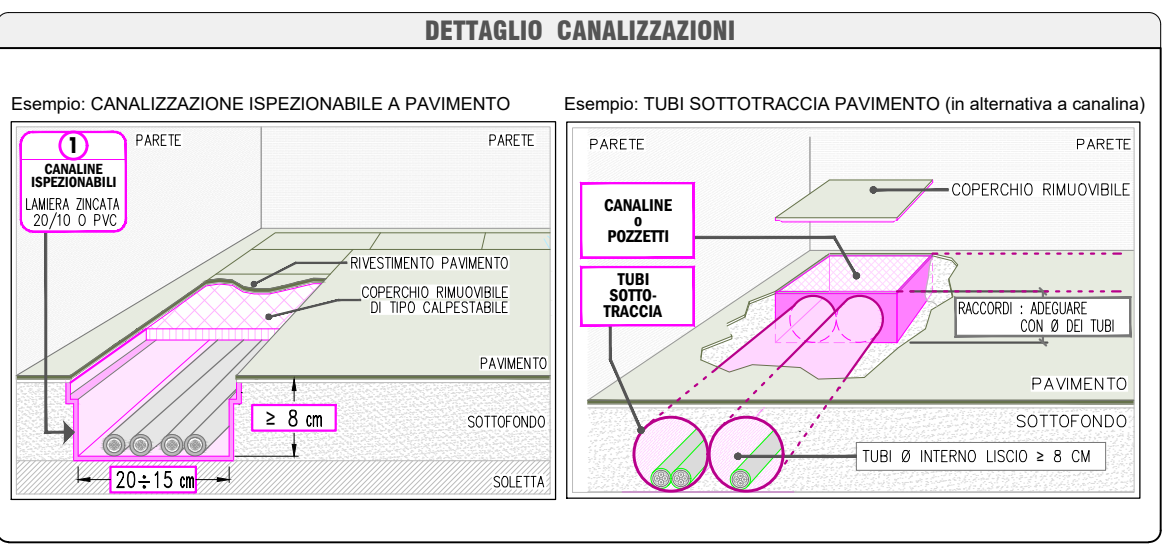 DETTAGLIO CANALIZZAZIONI
Esempio: CANALIZZAZIONE ISPEZIONABILE A PAVIMENTO
1
CANALINE
ISPEZIONABILI
LAMIERA ZINCATA
20/10 O PVC
PARETE
PARETE
RIVESTIMENTO PAVIMENTO
COPERCHIO RIMUOVIBILE
DI TIPO CALPESTABILE
PAVIMENTO
≥ 8 cm
SOTTOFONDO
20÷15 cm
SOLETTA
Esempio: TUBI SOTTOTRACCIA PAVIMENTO (in alternativa a canalina)
PARETE
PARETE
COPERCHIO RIMUOVIBILE
CANALINE
o
POZZETTI
TUBI
SOTTO-
TRACCIA
RACCORDI : ADEGUARE
CON Ø DEI TUBI
PAVIMENTO
SOTTOFONDO
TUBI Ø INTERNO LISCIO ≥ 8 CM